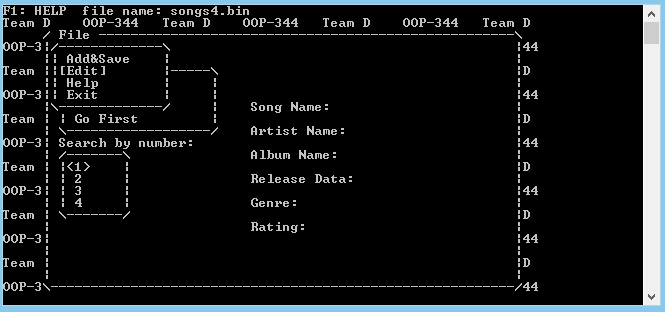 F1: HELP  file name: songs4.bin
Team D   OOP-344   Team D   OOP-344   Team D   OOP-344   Team D
File
OOP-3 44
Add&Save
Team [Edit] D
Help
OOP-3 Exit 44
Song Name:
Team Go First D
Artist Name:
OOP-3 Search by number: 44
Album Name:
Team <1> D
2 Release Data:
OOP-3 3 44
4 Genre:
Team D
Rating:
OOP-3 44
Team D
OOP-3 44